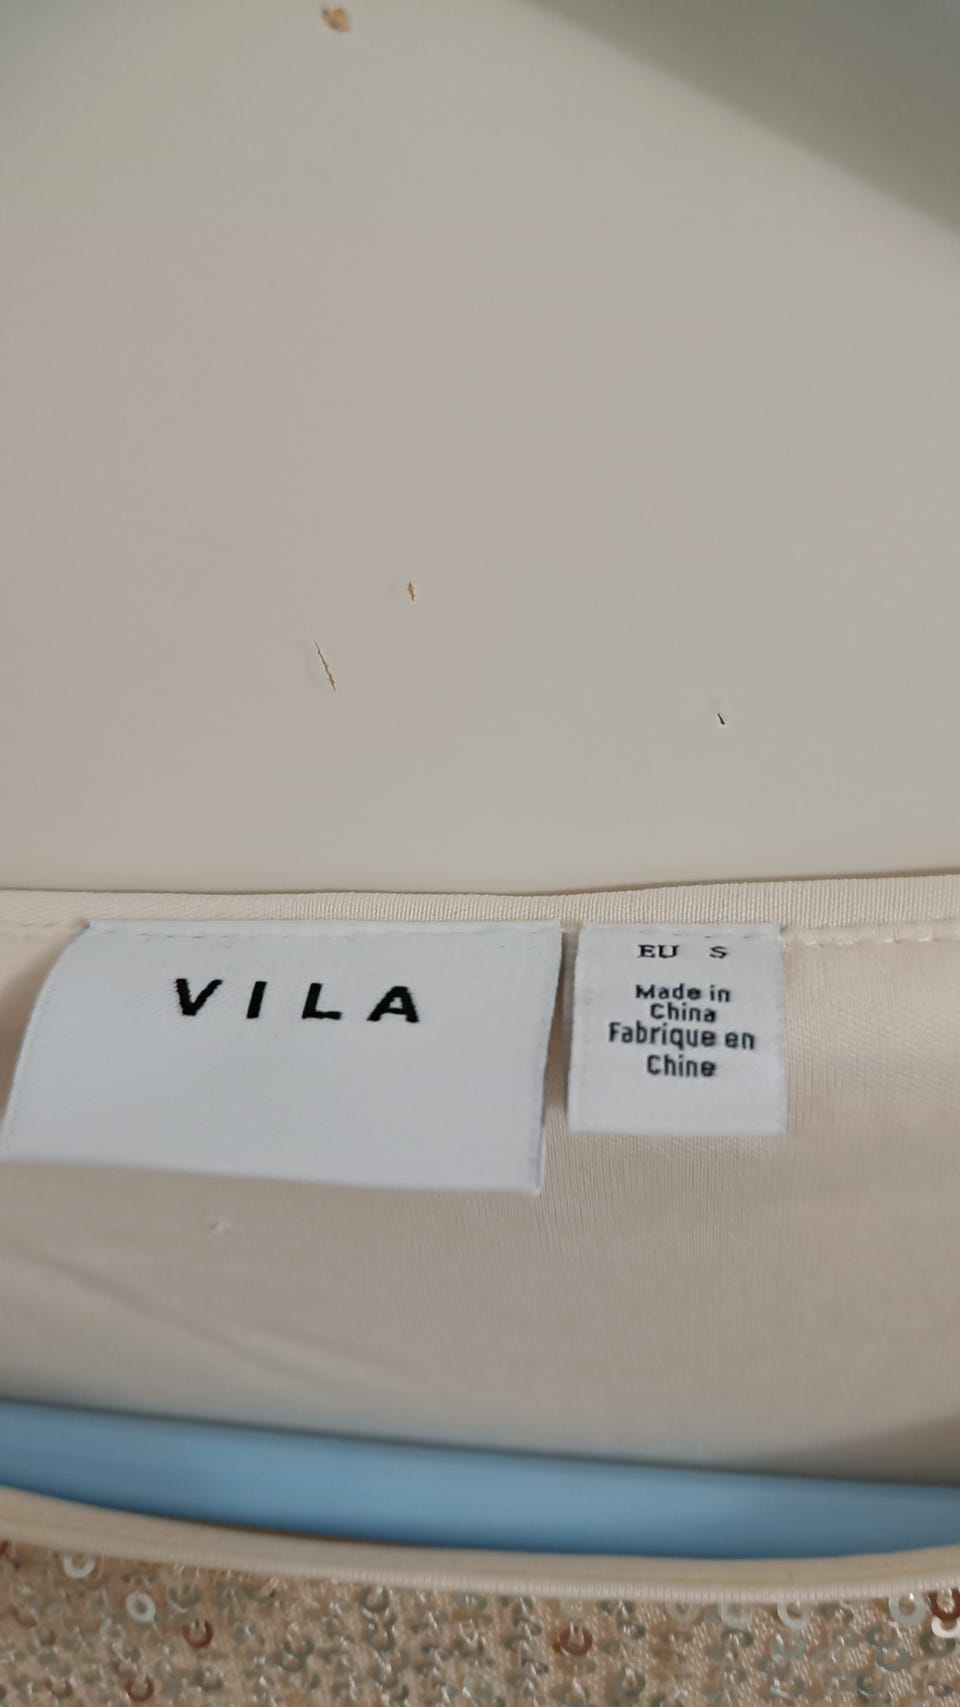 VILA
EU S
Made in
China
Fabrique en
Chine